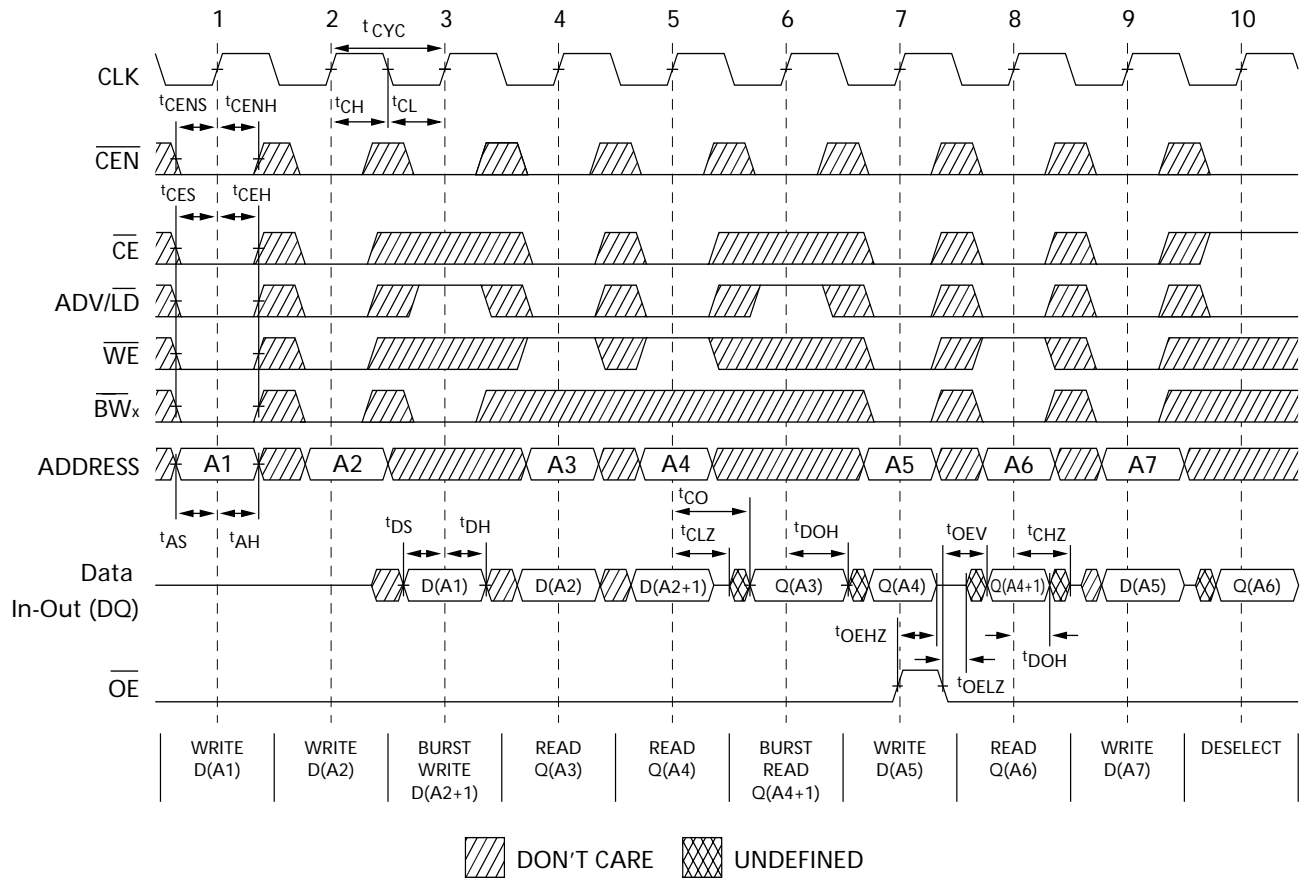 1 2 3 4 5 6 7 8 9 10
tCYC
CLK
tCENS tCENH tCH tCL
CEN
tCES tCEH
CE
ADV/LD
WE
BWx
ADDRESS A1 A2 A3 A4 A5 A6 A7
tCO
tAS tAH tDS tDH tCLZ tDOH tOEV tCHZ
Data
In-Out (DQ)
D(A1) D(A2) D(A2+1) Q(A3) Q(A4) Q(A4+1) D(A5) Q(A6)
tOEHZ tDOH
tOELZ
OE
WRITE
D(A1)
WRITE
D(A2)
BURST
WRITE
D(A2+1)
READ
Q(A3)
READ
Q(A4)
BURST
READ
Q(A4+1)
WRITE
D(A5)
READ
Q(A6)
WRITE
D(A7)
DESELECT
DON'T CARE UNDEFINED